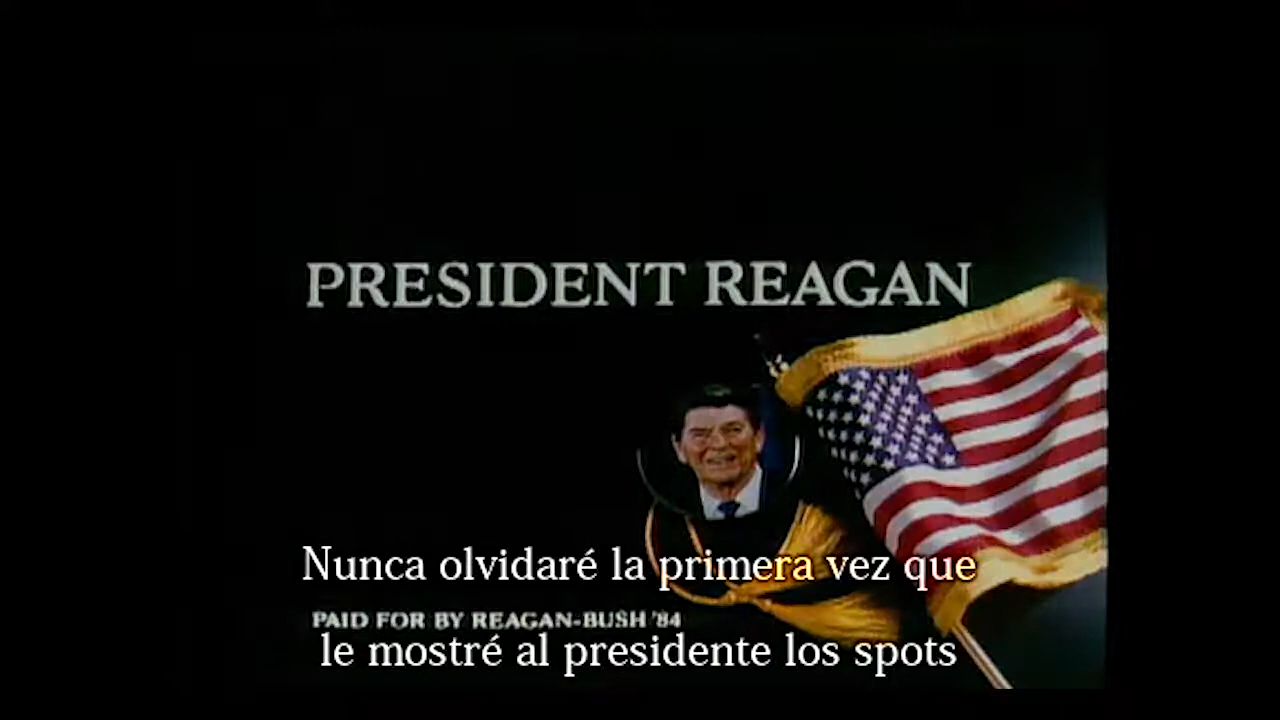 PRESIDENT REAGAN
Nunca olvidaré la primera vez que
PAID FOR BY REAGAN-BUSH '84
le mostré al presidente los spots